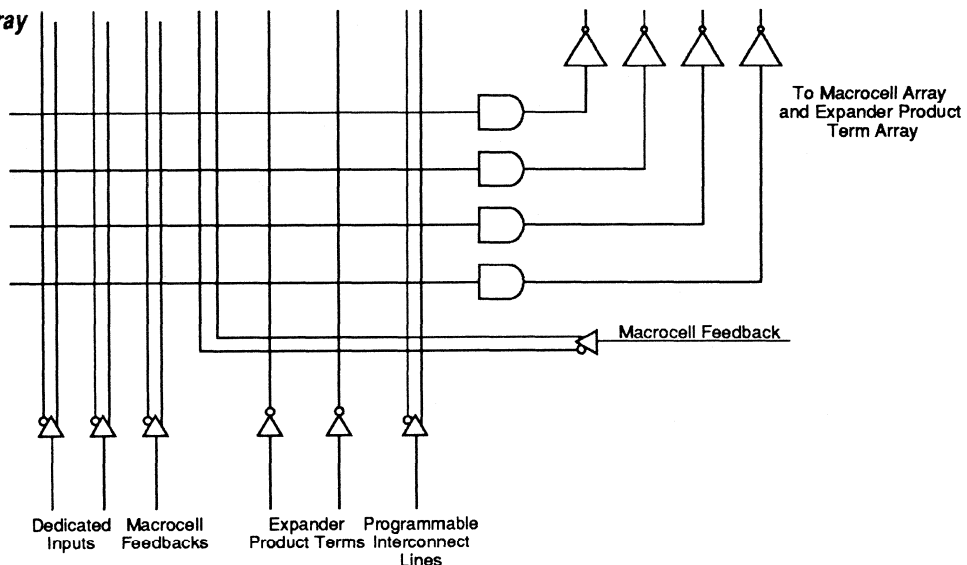 To Macrocell Array
and Expander Product
Term Array
Macrocell Feedback
Dedicated
Inputs
Macrocell
Feedbacks
Expander
Product Terms
Programmable
Interconnect
Lines